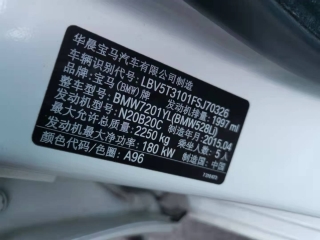 华晨宝马汽车有限公司制造
车辆识别代号: LBV5T3101FSJ70326
品牌: 宝马(BMW)牌 发动机排量: 1997 ml
车辆型号: BMW7201YL(BMW528Li)
发动机型号: N20B20C 制造年月 2015.04
最大允许总质量: 2250 kg 乘坐人数: 5 人
发动机最大净功率: 180 kW 制造国: 中国
颜色代码/色卷: A96